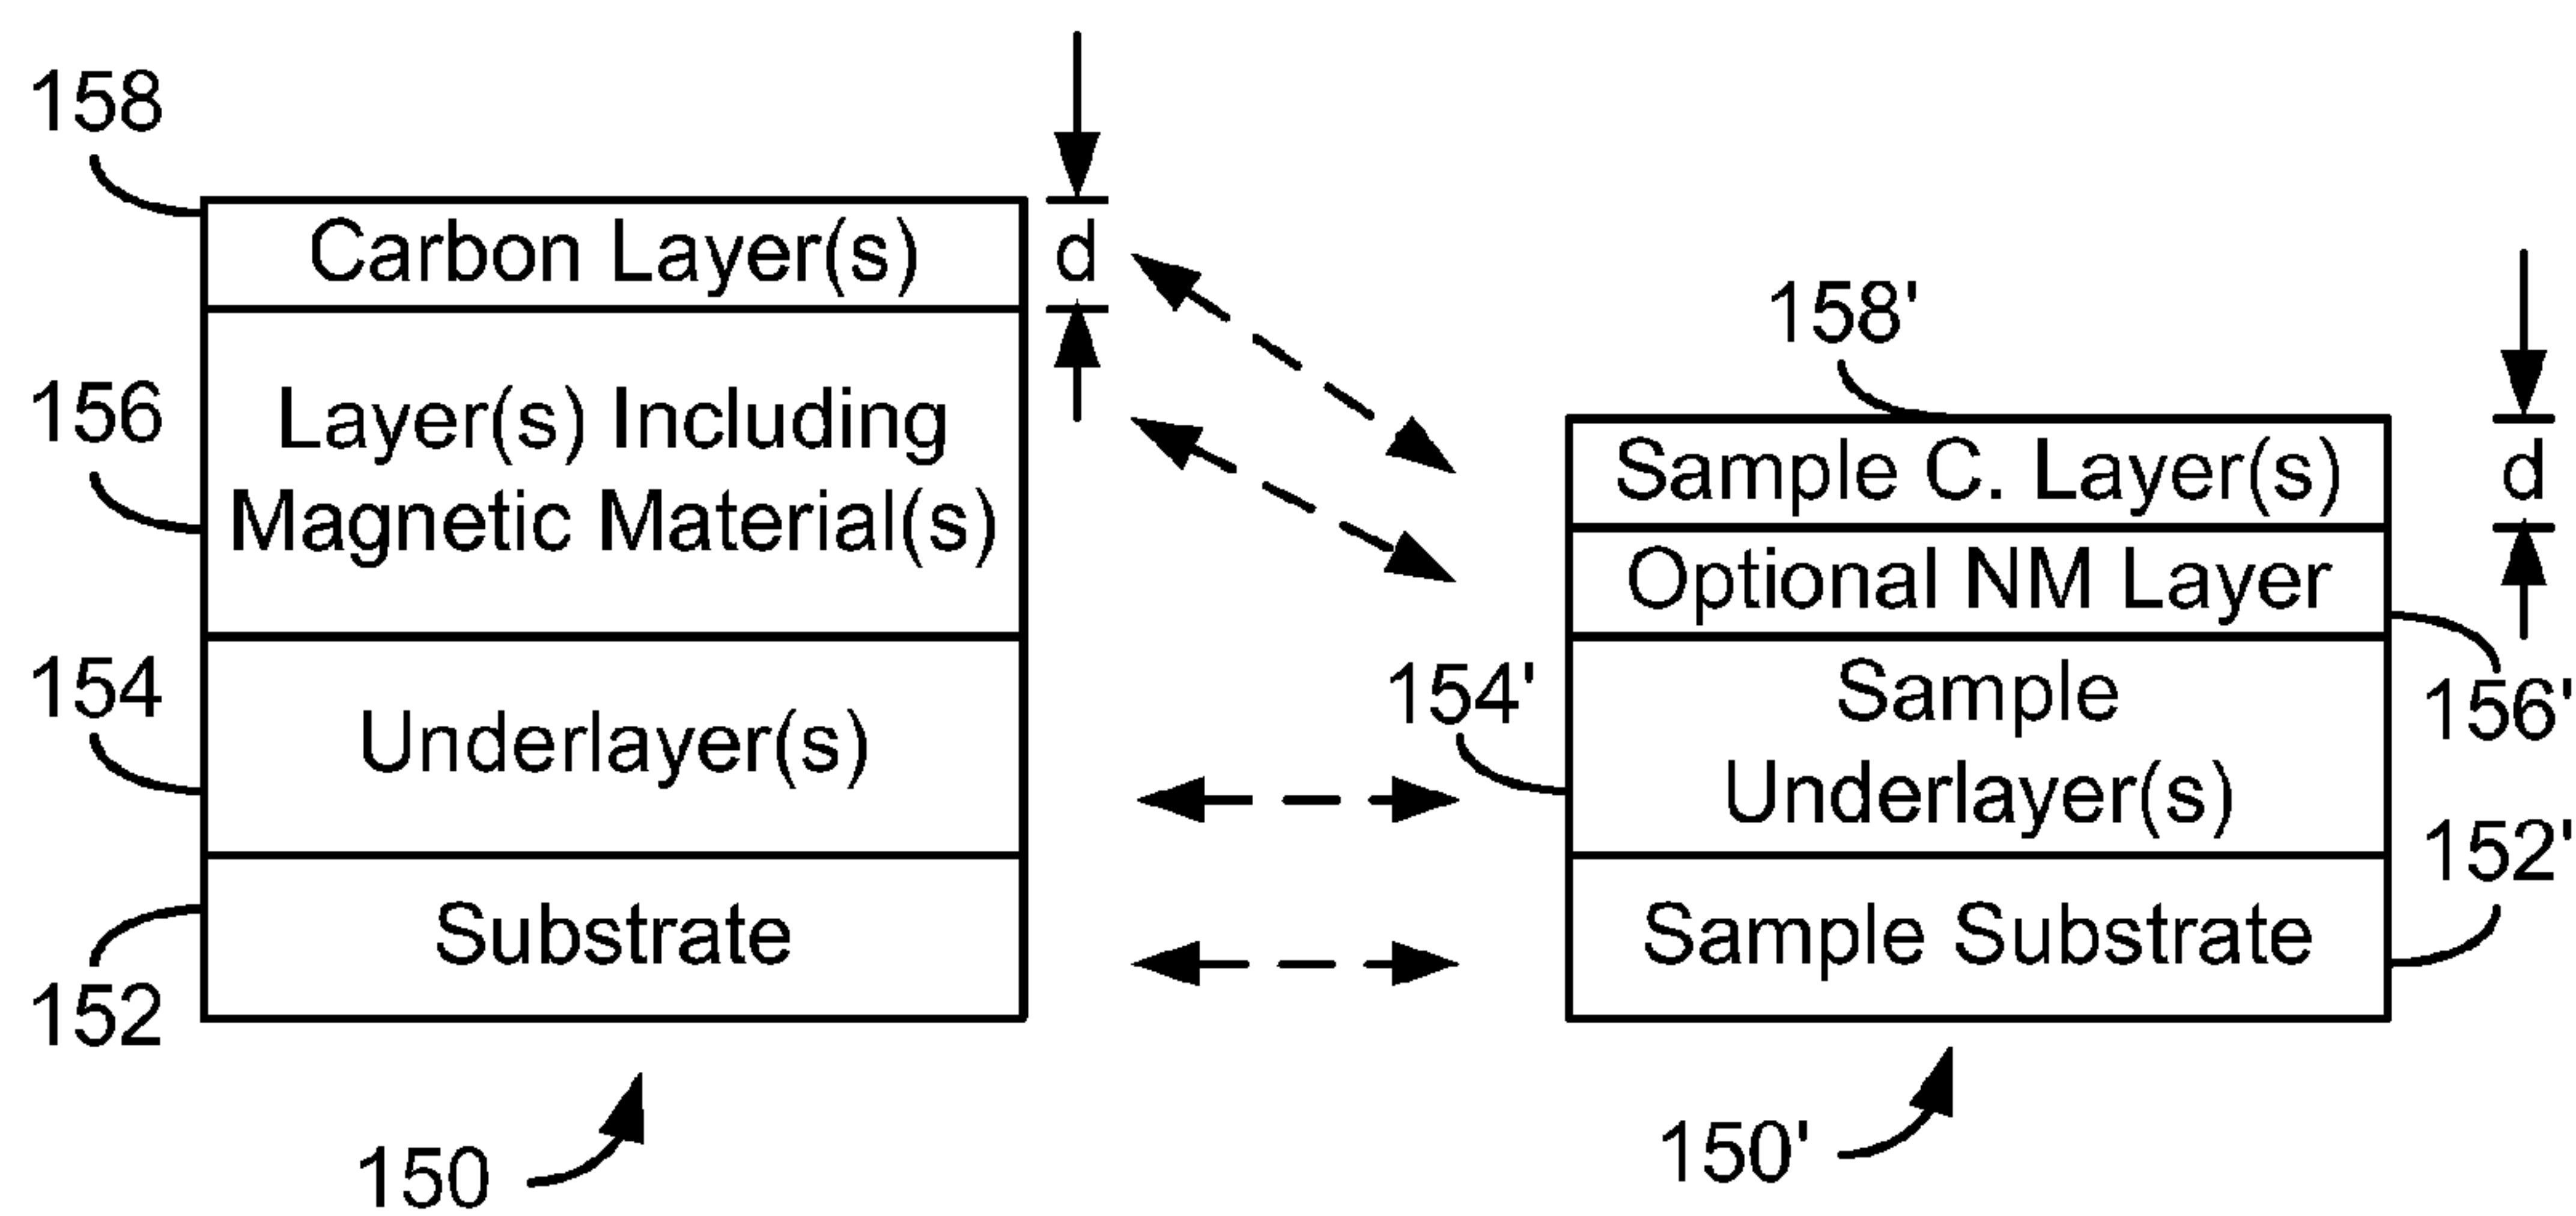 158
Carbon Layer(s)
d
156
Layer(s) Including
Magnetic Material(s)
154
Underlayer(s)
152
Substrate
150
158'
Sample C. Layer(s)
d
Optional NM Layer
156'
154'
Sample
Underlayer(s)
152'
Sample Substrate
150'